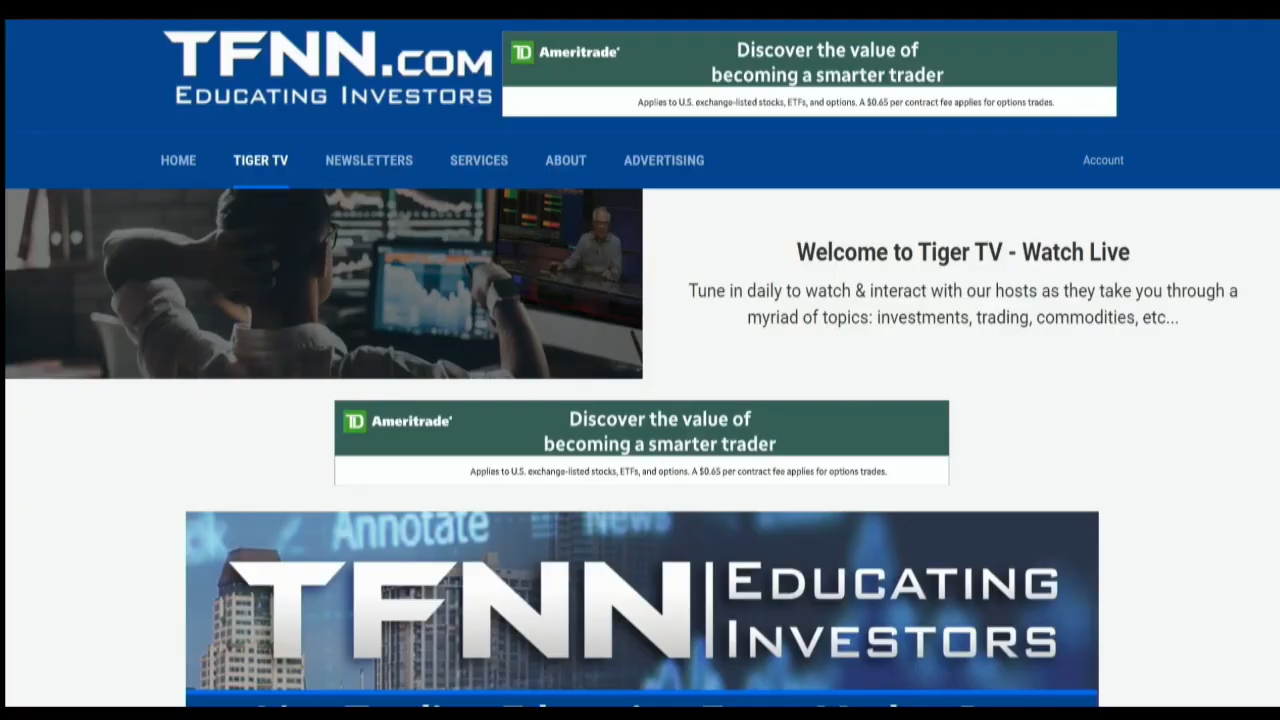 TFNN.COM
EDUCATING INVESTORS
TD Ameritrade
Discover the value of
becoming a smarter trader
Applies to U.S. exchange-listed stocks, ETFs, and options. A $0.65 per contract fee applies for options trades.
HOME TIGER TV NEWSLETTERS SERVICES ABOUT ADVERTISING Account
Welcome to Tiger TV - Watch Live
Tune in daily to watch & interact with our hosts as they take you through a
myriad of topics: investments, trading, commodities, etc...
TD Ameritrade
Discover the value of
becoming a smarter trader
Applies to U.S. exchange-listed stocks, ETFs, and options. A $0.65 per contract fee applies for options trades.
Annotate News
TFNN EDUCATING
INVESTORS